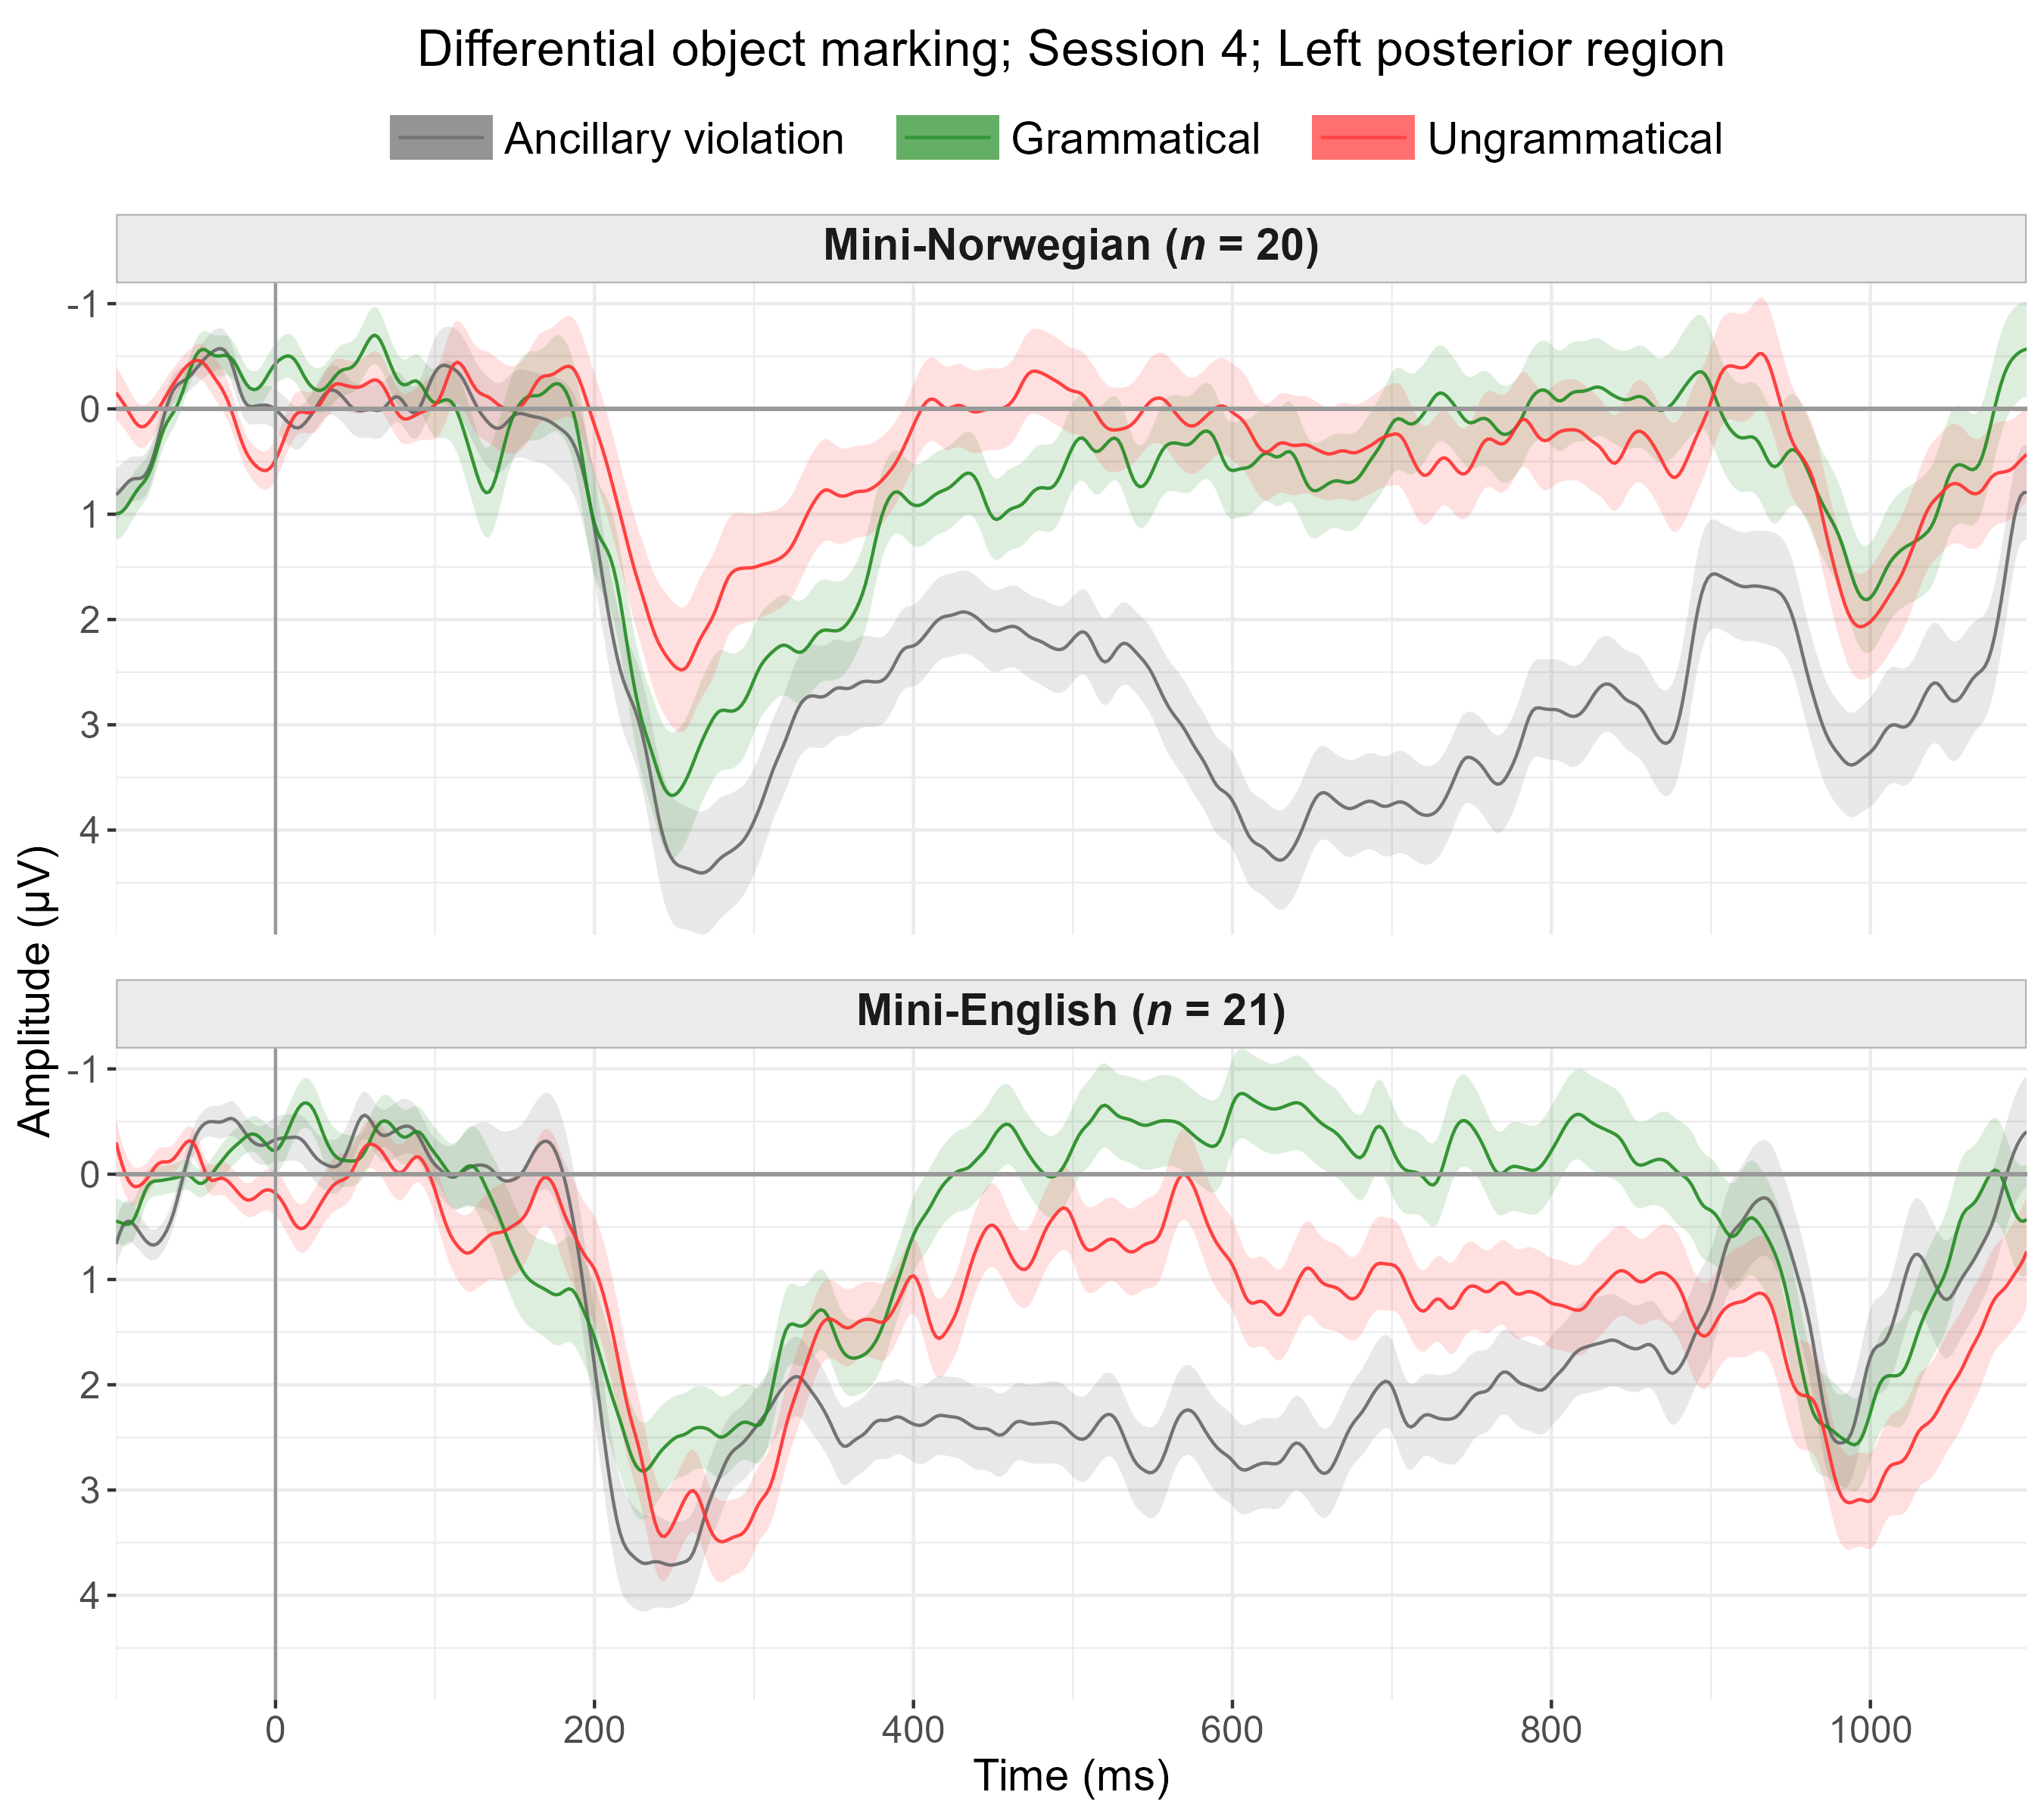 Differential object marking; Session 4; Left posterior region
Ancillary violation Grammatical Ungrammatical
Mini-Norwegian (n = 20)
-1
0
1
2
3
4
Amplitude (µV)
Mini-English (n = 21)
-1
0
1
2
3
4
0 200 400 600 800 1000
Time (ms)